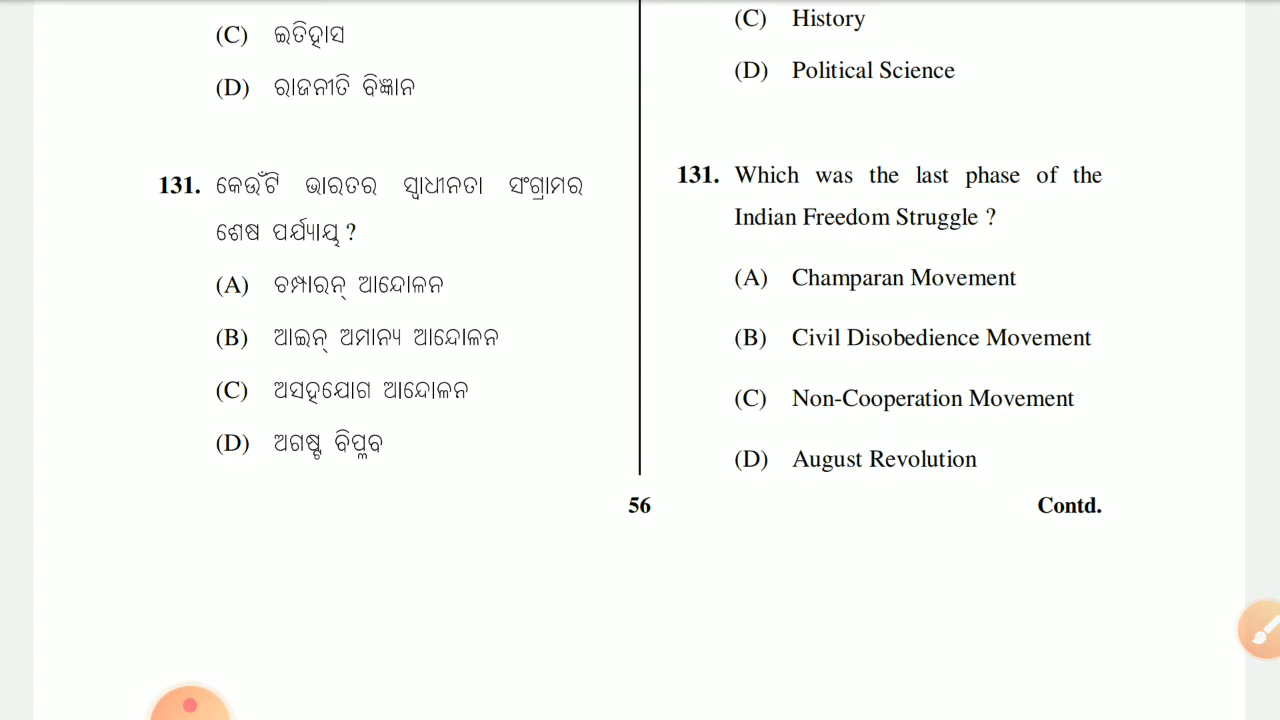 (C) ଇତିହାସ
(D) ରାଜନୀତି ବିଜ୍ଞାନ
131. କେଉଁଟି ଭାରତର ସ୍ଵାଧୀନତା ସଂଗ୍ରାମର
ଶେଷ ପର୍ଯ୍ୟାୟ ?
(A) ଚମ୍ପାରନ୍ ଆନ୍ଦୋଳନ
(B) ଆଇନ୍ ଅମାନ୍ୟ ଆନ୍ଦୋଳନ
(C) ଅସହଯୋଗ ଆନ୍ଦୋଳନ
(D) ଅଗଷ୍ଟ ବିପ୍ଳବ
(C) History
(D) Political Science
131. Which was the last phase of the
Indian Freedom Struggle ?
(A) Champaran Movement
(B) Civil Disobedience Movement
(C) Non-Cooperation Movement
(D) August Revolution
56
Contd.